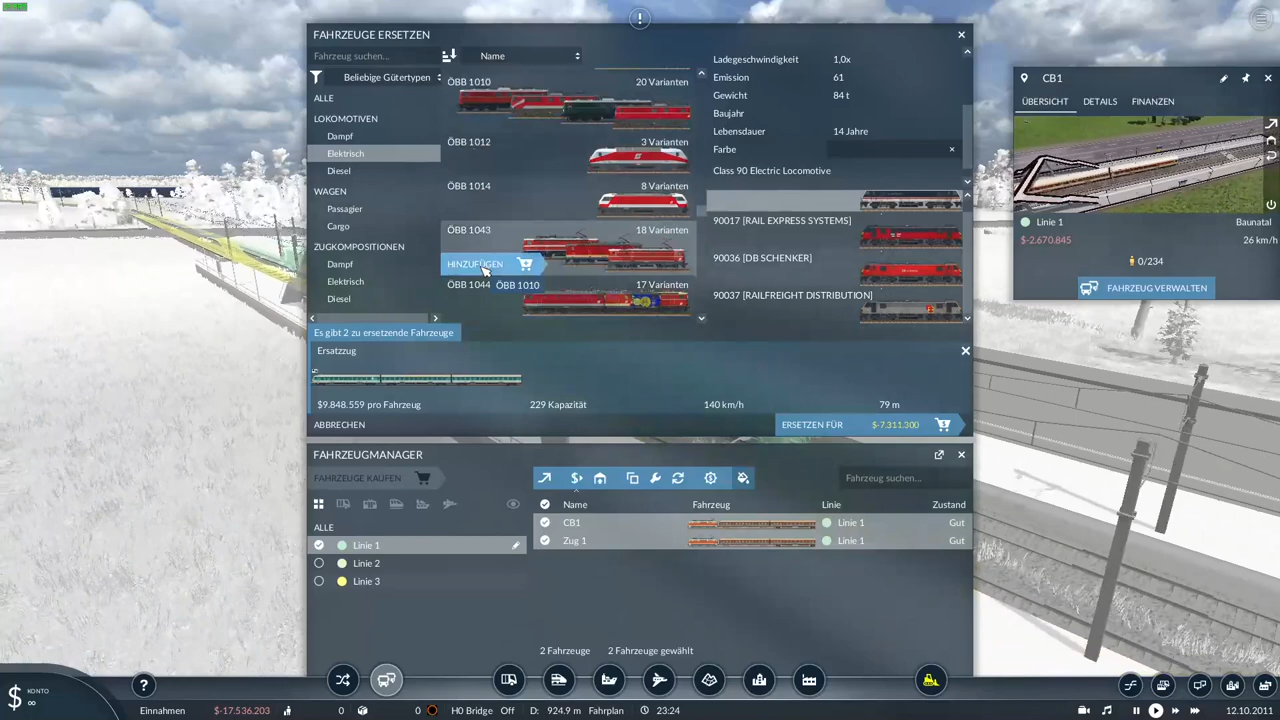 FAHRZEUGE ERSETZEN
Fahrzeug suchen...
Name
Beliebige Gütertypen
ALLE
LOKOMOTIVEN
Dampf
Elektrisch
Diesel
WAGEN
Passagier
Cargo
ZUGKOMPOSITIONEN
Dampf
Elektrisch
Diesel
ÖBB 1010
20 Varianten
ÖBB 1012
3 Varianten
ÖBB 1014
8 Varianten
ÖBB 1043
18 Varianten
HINZUFÜGEN
ÖBB 1044
ÖBB 1010
17 Varianten
Ladegeschwindigkeit 1,0x
Emission 61
Gewicht 84 t
Baujahr
Lebensdauer 14 Jahre
Farbe
Class 90 Electric Locomotive
90017 [RAIL EXPRESS SYSTEMS]
90036 [DB SCHENKER]
90037 [RAILFREIGHT DISTRIBUTION]
Es gibt 2 zu ersetzende Fahrzeuge
Ersatzzug
$9.848.559 pro Fahrzeug 229 Kapazität 140 km/h 79 m
ABBRECHEN
ERSETZEN FÜR $-7.311.300
CB1
ÜBERSICHT DETAILS FINANZEN
Linie 1 Baunatal
$-2.670.845 26 km/h
0/234
FAHRZEUG VERWALTEN
FAHRZEUGMANAGER
FAHRZEUGE KAUFEN
Fahrzeug suchen...
ALLE
Linie 1
Linie 2
Linie 3
Name Fahrzeug Linie Zustand
CB1 Linie 1 Gut
Zug 1 Linie 1 Gut
2 Fahrzeuge 2 Fahrzeuge gewählt
$ KONTO
∞
?
Einnahmen $-17.536.203 0 0 H0 Bridge Off D: 924.9 m Fahrplan 23:24 12.10.2011